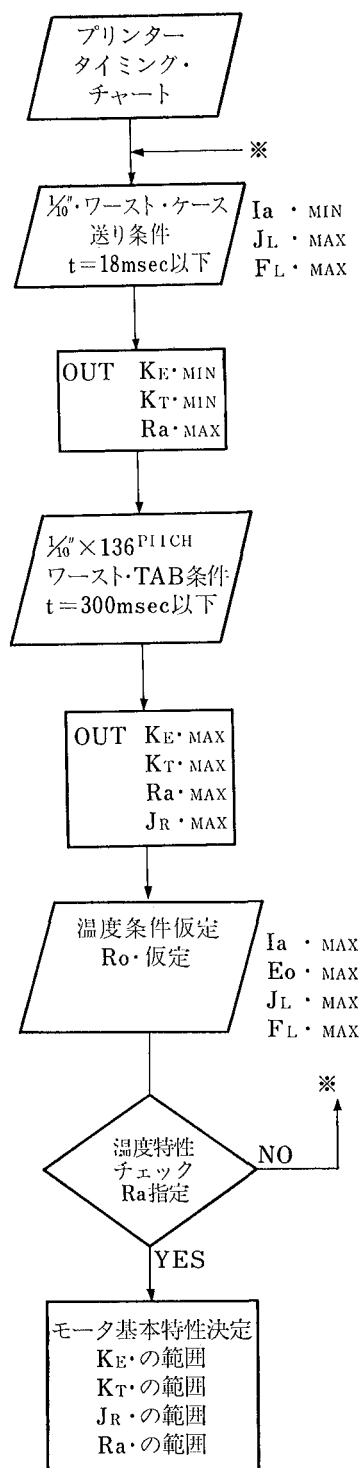 プリンター
タイミング・
チャート
※
1/10"・ワースト・ケース
送り条件
t=18msec以下
Ia・MIN
JL・MAX
FL・MAX
OUT KE・MIN
KT・MIN
Ra・MAX
1/10"×136PITCH
ワースト・TAB条件
t=300msec以下
OUT KE・MAX
KT・MAX
Ra・MAX
JR・MAX
温度条件仮定
Ro・仮定
Ia・MAX
Eo・MAX
JL・MAX
FL・MAX
※
温度特性
チェック
Ra指定
NO
YES
モータ基本特性決定
KE・の範囲
KT・の範囲
JR・の範囲
Ra・の範囲